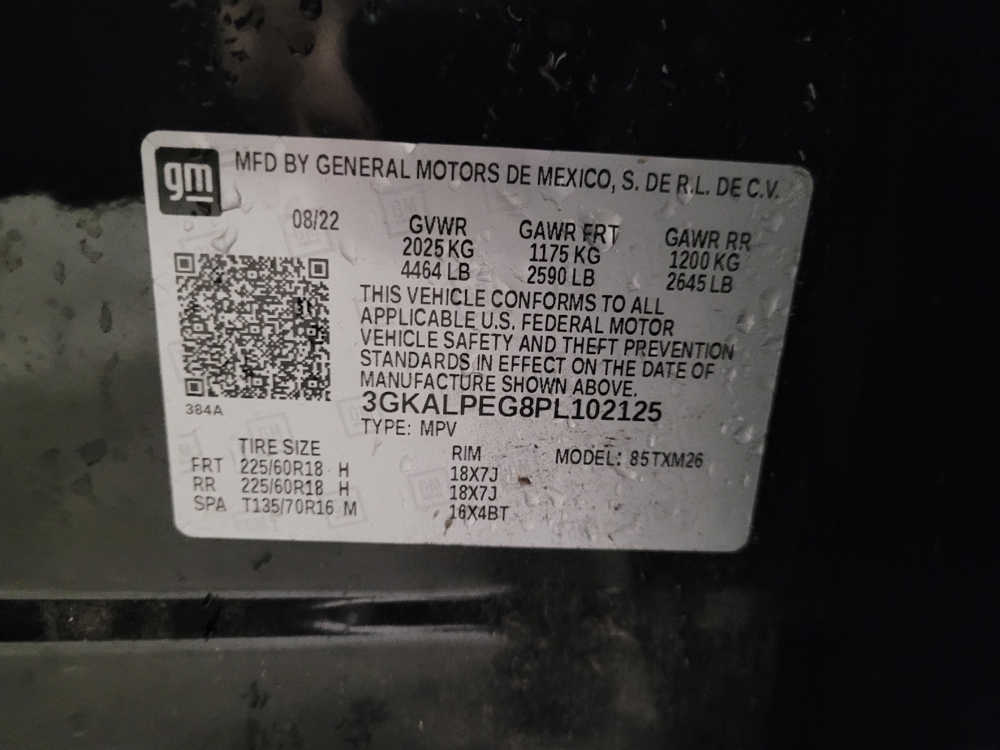 gm
MFD BY GENERAL MOTORS DE MEXICO, S. DE R.L. DE C.V.
08/22
GVWR GAWR FRT GAWR RR
2025 KG 1175 KG 1200 KG
4464 LB 2590 LB 2645 LB
THIS VEHICLE CONFORMS TO ALL
APPLICABLE U.S. FEDERAL MOTOR
VEHICLE SAFETY AND THEFT PREVENTION
STANDARDS IN EFFECT ON THE DATE OF
MANUFACTURE SHOWN ABOVE.
3GKALPEG8PL102125
384A
TYPE: MPV
TIRE SIZE RIM MODEL: 85TXM26
FRT 225/60R18 H 18X7J
RR 225/60R18 H 18X7J
SPA T135/70R16 M 16X4BT